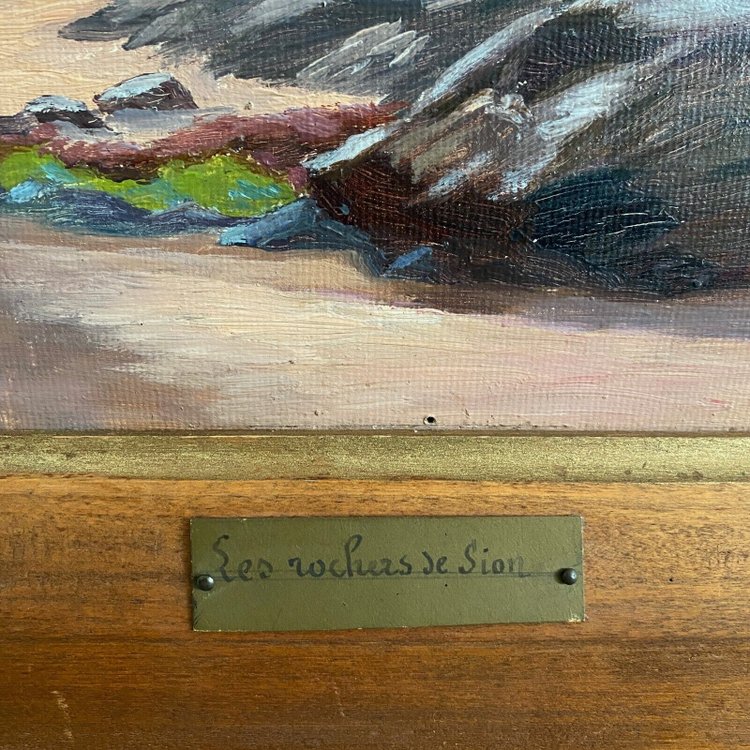 Les rochers de Sion